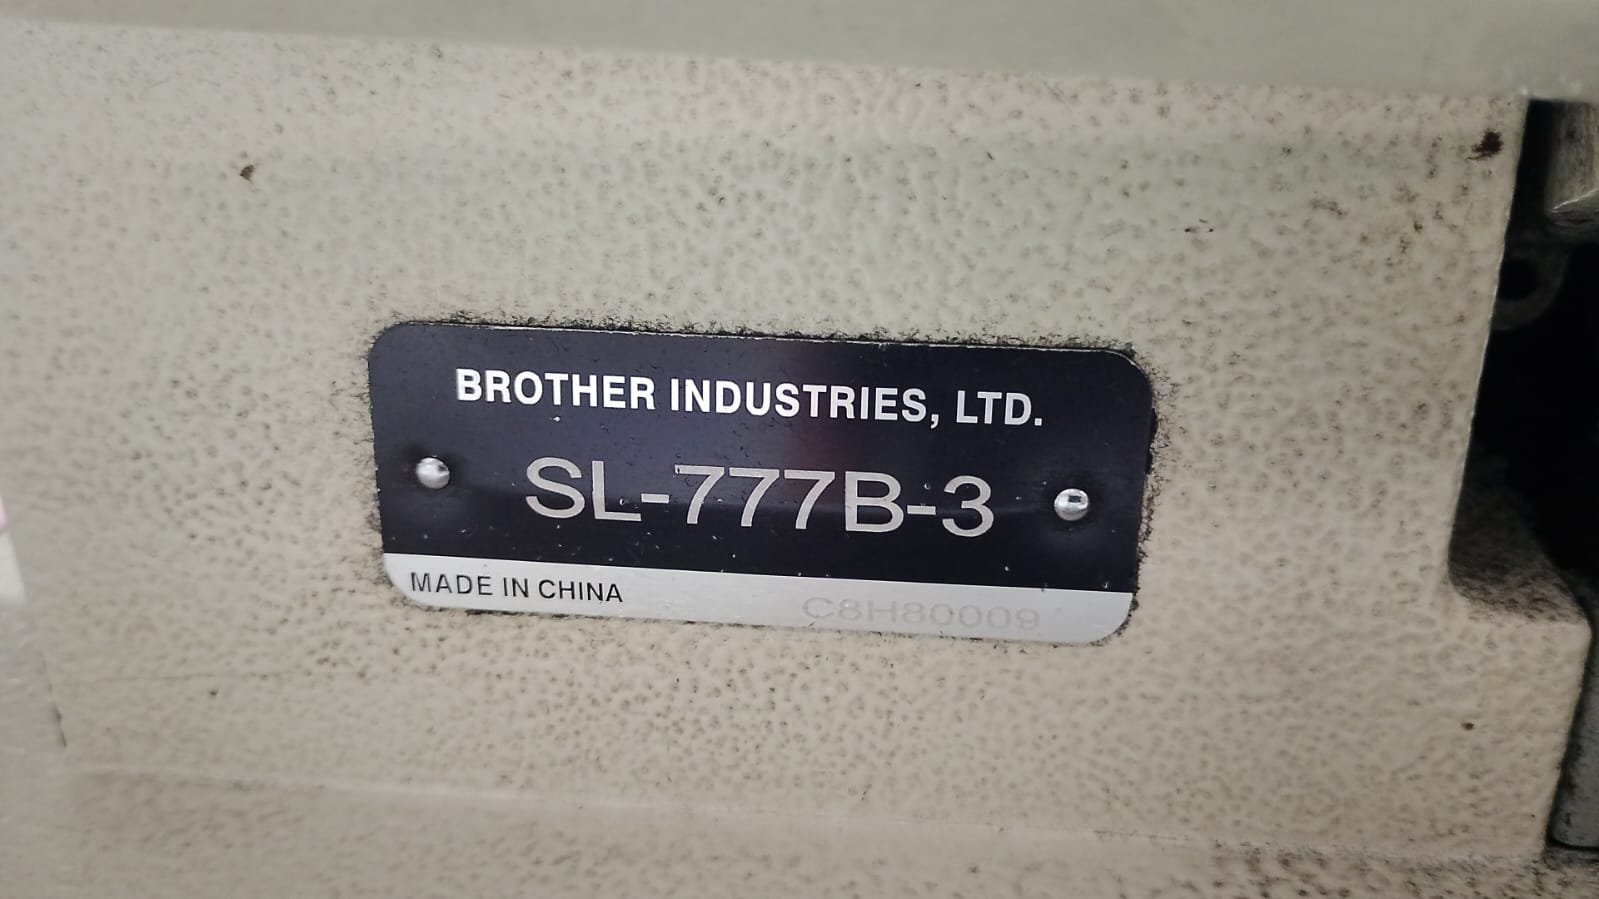 BROTHER INDUSTRIES, LTD.
SL-777B-3
MADE IN CHINA
C8H80009